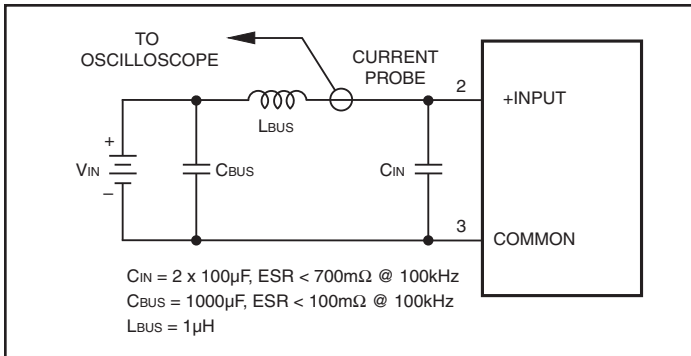 TO
OSCILLOSCOPE
CURRENT
PROBE
2
+INPUT
LBUS
+
VIN
–
CBUS
CIN
3
COMMON
CIN = 2 x 100µF, ESR < 700mΩ @ 100kHz
CBUS = 1000µF, ESR < 100mΩ @ 100kHz
LBUS = 1µH